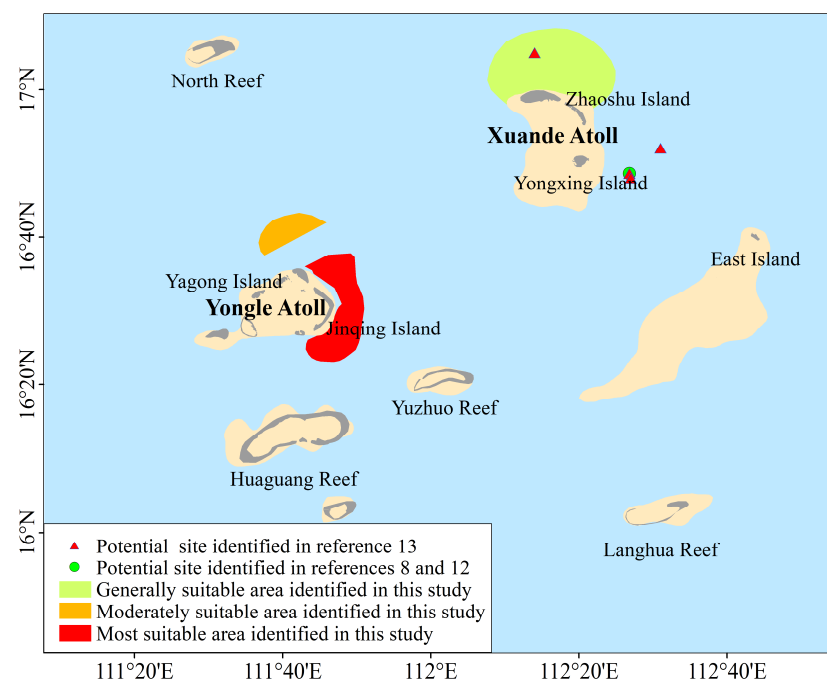 North Reef
17°N
Zhaoshu Island
Xuande Atoll
Yongxing Island
16°40'N
East Island
Yagong Island
Yongle Atoll
Jinqing Island
16°20'N
Yuzhuo Reef
Huaguang Reef
16°N
Langhua Reef
Potential site identified in reference 13
Potential site identified in references 8 and 12
Generally suitable area identified in this study
Moderately suitable area identified in this study
Most suitable area identified in this study
111°20'E 111°40'E 112°E 112°20'E 112°40'E